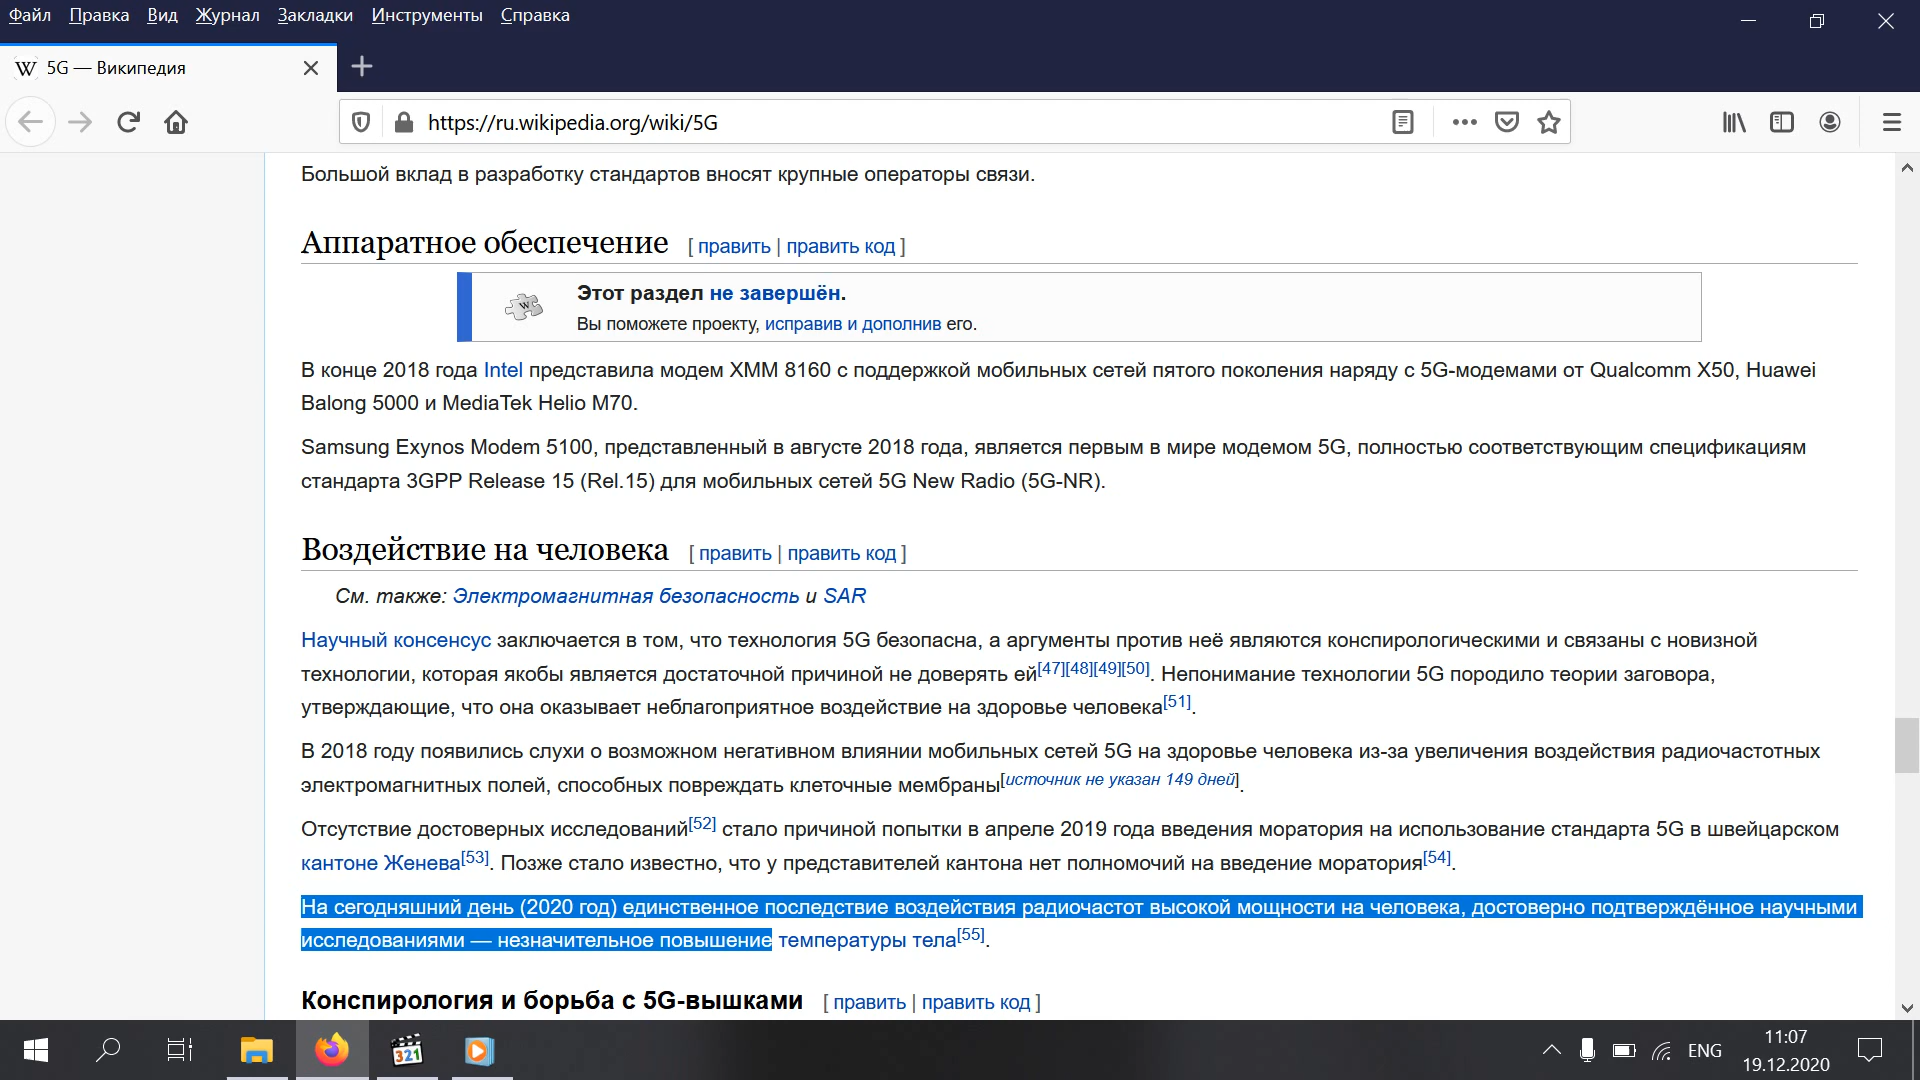 Файл Правка Вид Журнал Закладки Инструменты Справка
W 5G — Википедия
https://ru.wikipedia.org/wiki/5G
Большой вклад в разработку стандартов вносят крупные операторы связи.
Аппаратное обеспечение [ править | править код ]
W
Этот раздел не завершён.
Вы поможете проекту, исправив и дополнив его.
В конце 2018 года Intel представила модем XMM 8160 с поддержкой мобильных сетей пятого поколения наряду с 5G-модемами от Qualcomm X50, Huawei
Balong 5000 и MediaTek Helio M70.
Samsung Exynos Modem 5100, представленный в августе 2018 года, является первым в мире модемом 5G, полностью соответствующим спецификациям
стандарта 3GPP Release 15 (Rel.15) для мобильных сетей 5G New Radio (5G-NR).
Воздействие на человека [ править | править код ]
См. также: Электромагнитная безопасность и SAR
Научный консенсус заключается в том, что технология 5G безопасна, а аргументы против неё являются конспирологическими и связаны с новизной
технологии, которая якобы является достаточной причиной не доверять ей[47][48][49][50]. Непонимание технологии 5G породило теории заговора,
утверждающие, что она оказывает неблагоприятное воздействие на здоровье человека[51].
В 2018 году появились слухи о возможном негативном влиянии мобильных сетей 5G на здоровье человека из-за увеличения воздействия радиочастотных
электромагнитных полей, способных повреждать клеточные мембраны[источник не указан 149 дней].
Отсутствие достоверных исследований[52] стало причиной попытки в апреле 2019 года введения моратория на использование стандарта 5G в швейцарском
кантоне Женева[53]. Позже стало известно, что у представителей кантона нет полномочий на введение моратория[54].
На сегодняшний день (2020 год) единственное последствие воздействия радиочастот высокой мощности на человека, достоверно подтверждённое научными
исследованиями — незначительное повышение температуры тела[55].
Конспирология и борьба с 5G-вышками [ править | править код ]
321
ENG
11:07
19.12.2020